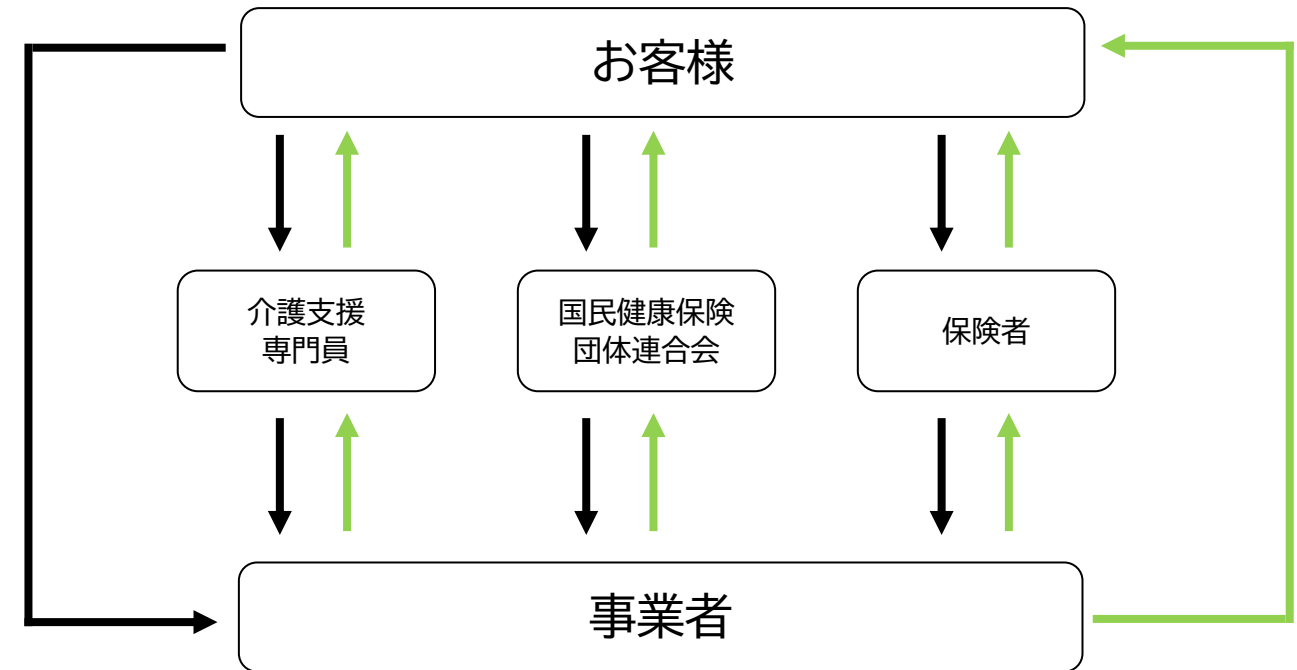 お客様
介護支援
専門員
国民健康保険
団体連合会
保険者
事業者